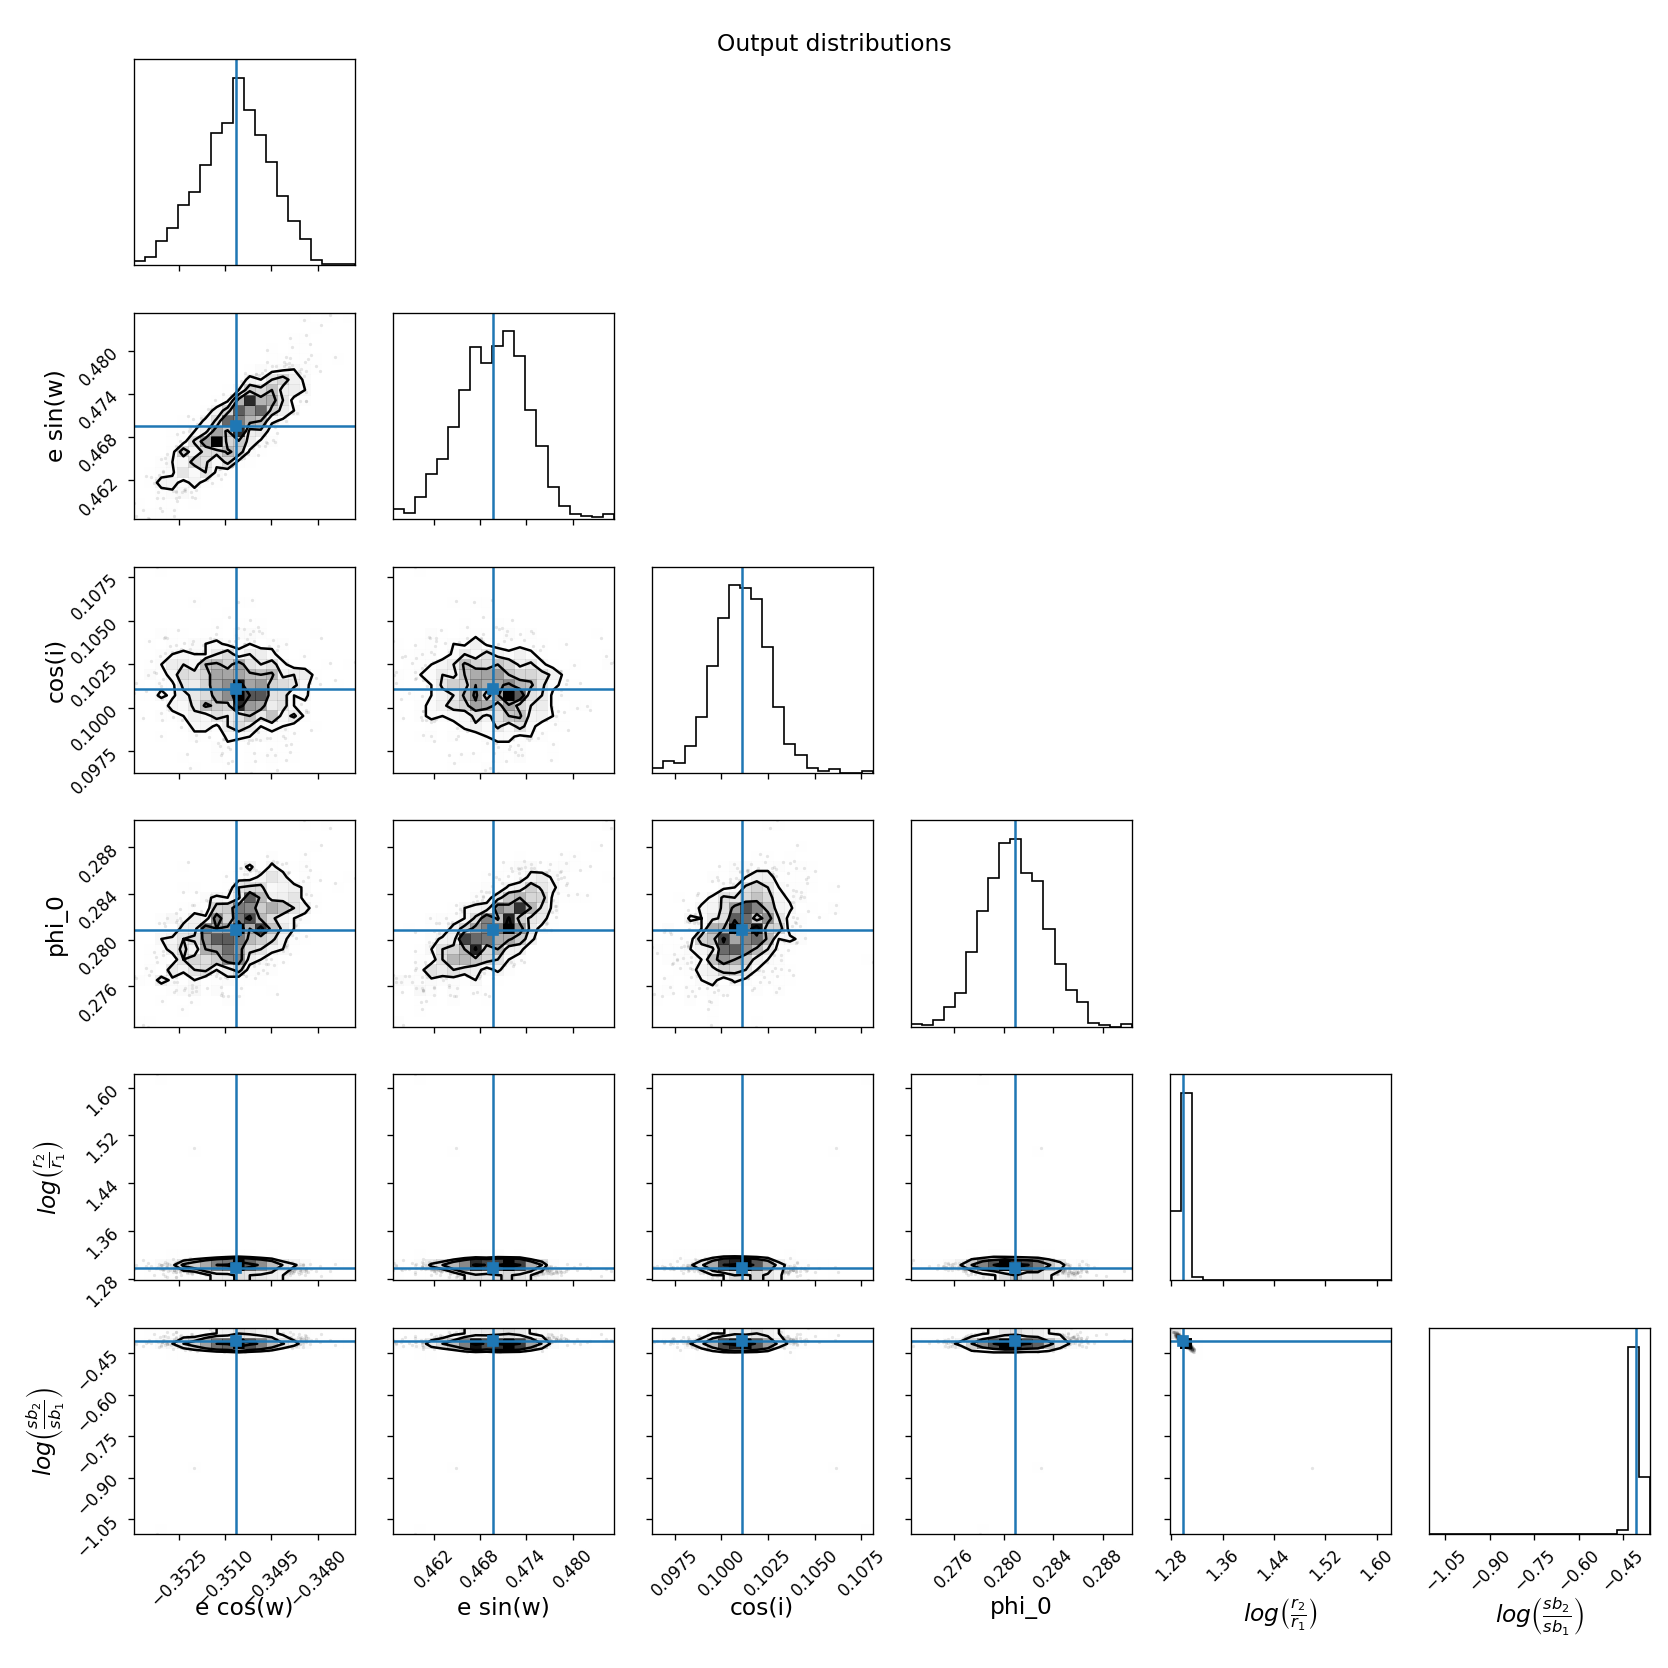 Output distributions
e sin(w)
0.480
0.474
0.468
0.462
cos(i)
0.1075
0.1050
0.1025
0.1000
0.0975
phi_0
0.288
0.284
0.280
0.276
log(r₂/r₁)
1.60
1.52
1.44
1.36
1.28
log(sb₂/sb₁)
−0.45
−0.60
−0.75
−0.90
−1.05
−0.3525 −0.3510 −0.3495 −0.3480 0.462 0.468 0.474 0.480 0.0975 0.1000 0.1025 0.1050 0.1075 0.276 0.280 0.284 0.288 1.28 1.36 1.44 1.52 1.60 −1.05 −0.90 −0.75 −0.60 −0.45
e cos(w) e sin(w) cos(i) phi_0 log(r₂/r₁) log(sb₂/sb₁)